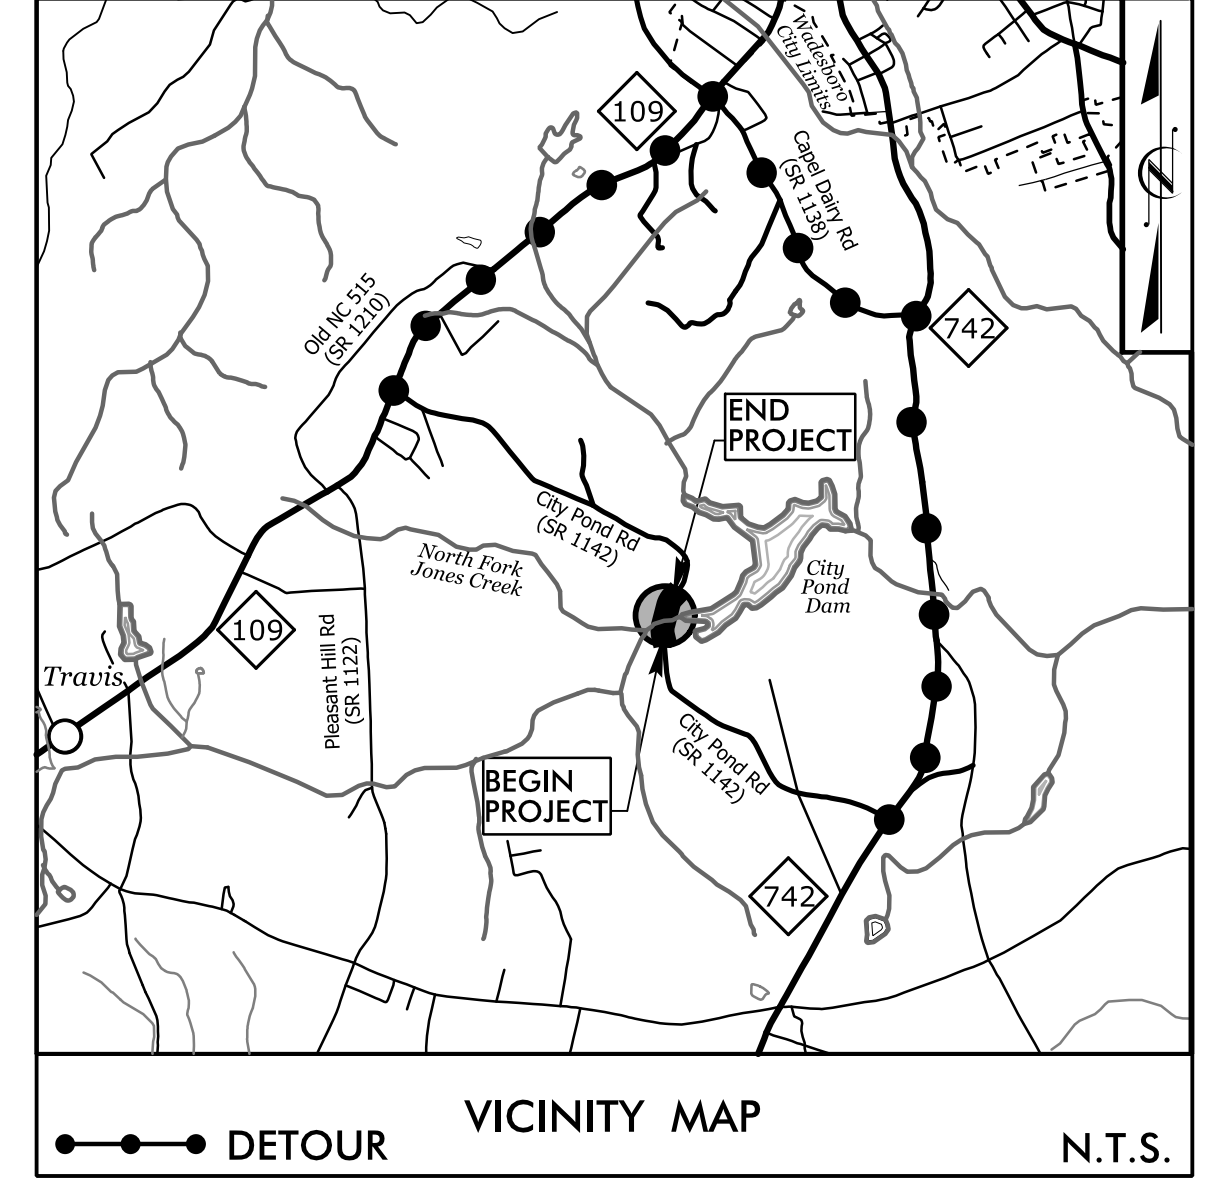 Wadesboro
City Limits
109
Capel Dairy Rd
(SR 1138)
N
Old NC 515
(SR 1210)
742
END
PROJECT
City Pond Rd
(SR 1142)
North Fork
Jones Creek
City
Pond
Dam
109
Pleasant Hill Rd
(SR 1122)
Travis
City Pond Rd
(SR 1142)
BEGIN
PROJECT
742
VICINITY MAP
DETOUR
N.T.S.